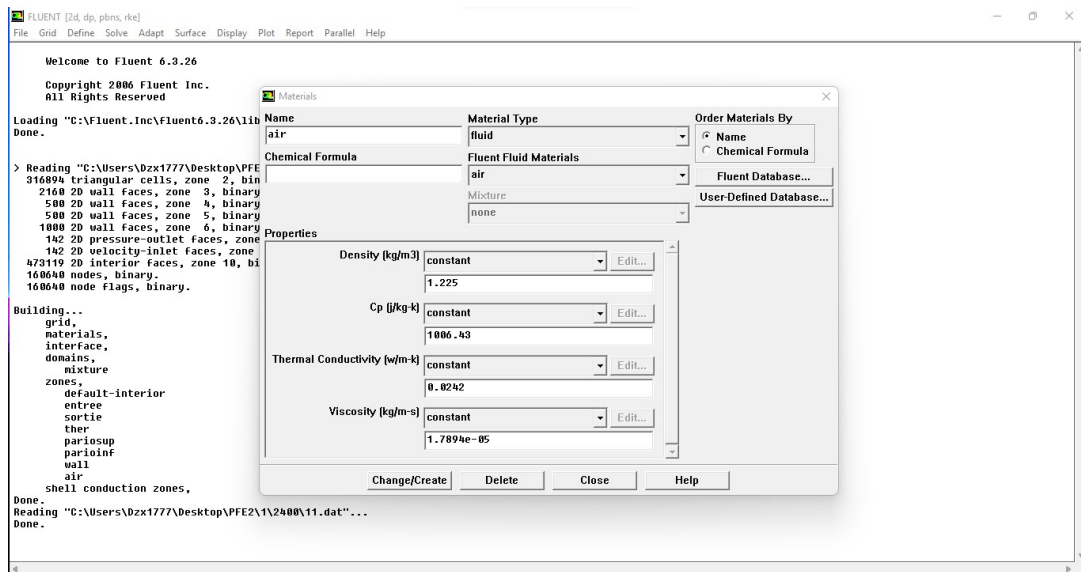 FLUENT [2d, dp, pbns, rke]
File Grid Define Solve Adapt Surface Display Plot Report Parallel Help
Welcome to Fluent 6.3.26
Copyright 2006 Fluent Inc.
All Rights Reserved
Loading "C:\Fluent.Inc\fluent6.3.26\lib
Done.
> Reading "C:\Users\Dzx1777\Desktop\PFE
316894 triangular cells, zone 2, bin
2160 2D wall faces, zone 3, binary
500 2D wall faces, zone 4, binary
500 2D wall faces, zone 5, binary
1000 2D wall faces, zone 6, binary
142 2D pressure-outlet faces, zone
142 2D velocity-inlet faces, zone
473119 2D interior faces, zone 10, bi
160640 nodes, binary.
160640 node flags, binary.
Building...
grid,
materials,
interface,
domains,
mixture
zones,
default-interior
entree
sortie
ther
pariosup
parioinf
wall
air
shell conduction zones,
Done.
Reading "C:\Users\Dzx1777\Desktop\PFE2\1\2400\11.dat"...
Done.
Materials
Name
air
Chemical Formula
Material Type
fluid
Fluent Fluid Materials
air
Mixture
none
Order Materials By
Name
Chemical Formula
Fluent Database...
User-Defined Database...
Properties
Density (kg/m3) constant Edit...
1.225
Cp (j/kg-k) constant Edit...
1006.43
Thermal Conductivity (w/m-k) constant Edit...
0.0242
Viscosity (kg/m-s) constant Edit...
1.7894e-05
Change/Create Delete Close Help